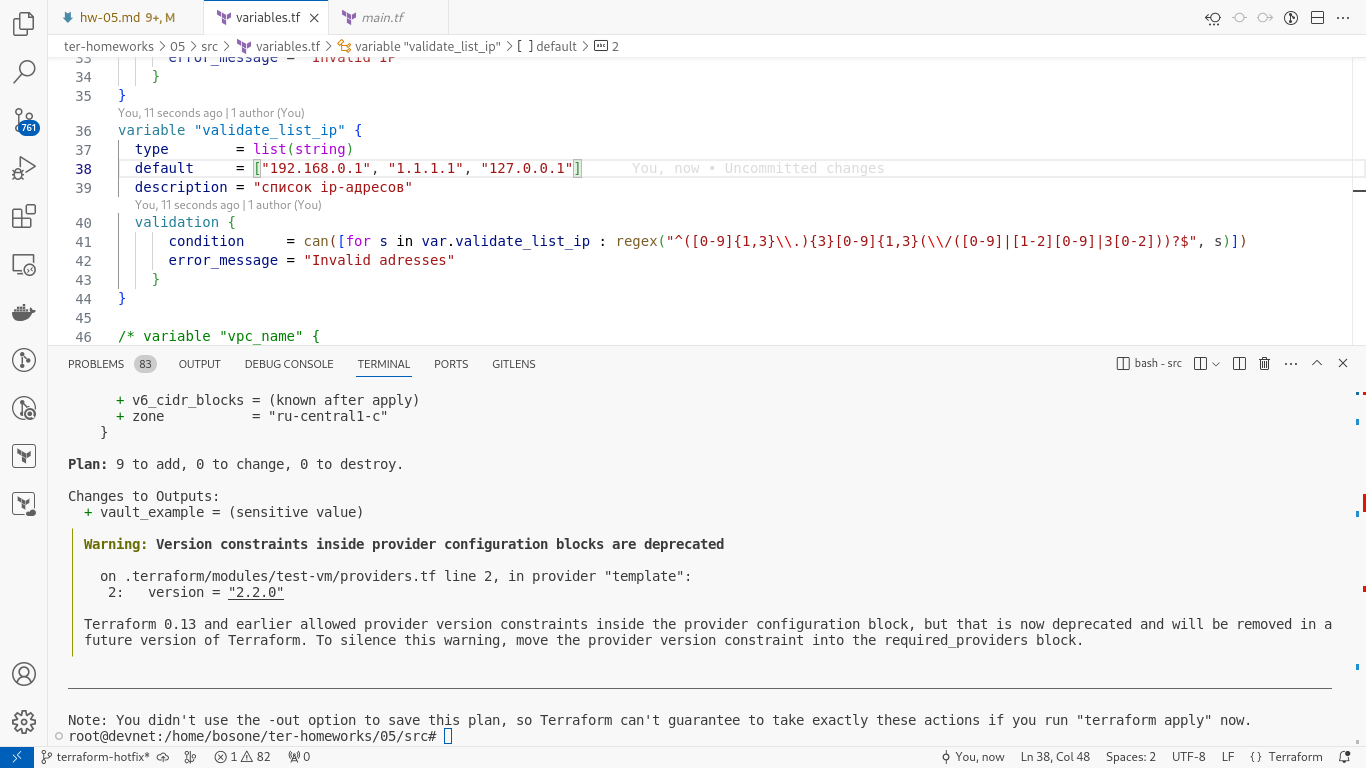 hw-05.md 9+, M
variables.tf
main.tf
ter-homeworks > 05 > src > variables.tf > variable "validate_list_ip" > [ ] default > 2
33 error_message = "Invalid IP"
34 }
35 }
You, 11 seconds ago | 1 author (You)
36 variable "validate_list_ip" {
37 type = list(string)
38 default = ["192.168.0.1", "1.1.1.1", "127.0.0.1"] You, now • Uncommitted changes
39 description = "список ip-адресов"
You, 11 seconds ago | 1 author (You)
40 validation {
41 condition = can([for s in var.validate_list_ip : regex("^([0-9]{1,3}\\.){3}[0-9]{1,3}(\\/([0-9]|[1-2][0-9]|3[0-2]))?$", s)])
42 error_message = "Invalid adresses"
43 }
44 }
45
46 /* variable "vpc_name" {
761
PROBLEMS 83 OUTPUT DEBUG CONSOLE TERMINAL PORTS GITLENS bash - src
+ v6_cidr_blocks = (known after apply)
+ zone = "ru-central1-c"
}
Plan: 9 to add, 0 to change, 0 to destroy.
Changes to Outputs:
+ vault_example = (sensitive value)
Warning: Version constraints inside provider configuration blocks are deprecated
on .terraform/modules/test-vm/providers.tf line 2, in provider "template":
2: version = "2.2.0"
Terraform 0.13 and earlier allowed provider version constraints inside the provider configuration block, but that is now deprecated and will be removed in a
future version of Terraform. To silence this warning, move the provider version constraint into the required_providers block.
Note: You didn't use the -out option to save this plan, so Terraform can't guarantee to take exactly these actions if you run "terraform apply" now.
root@devnet:/home/bosone/ter-homeworks/05/src#
terraform-hotfix* 1 82 0 You, now Ln 38, Col 48 Spaces: 2 UTF-8 LF { } Terraform